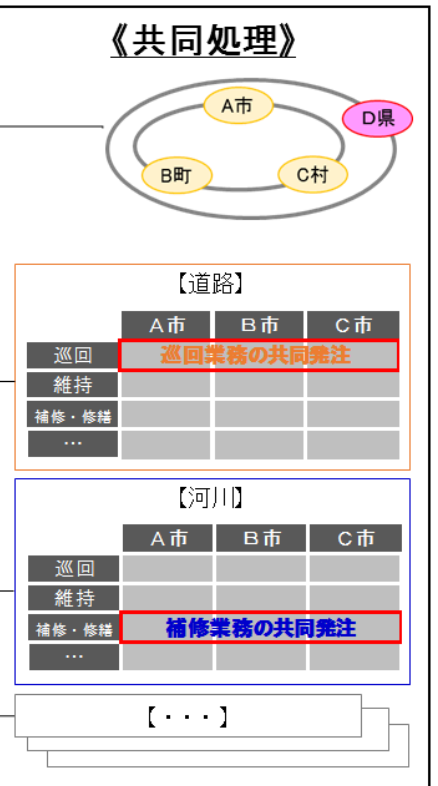 《共同処理》
A市
D県
B町
C村
【道路】
A市 B市 C市
巡回 巡回業務の共同発注
維持
補修・修繕
…
【河川】
A市 B市 C市
巡回
維持
補修・修繕 補修業務の共同発注
…
【・・・】